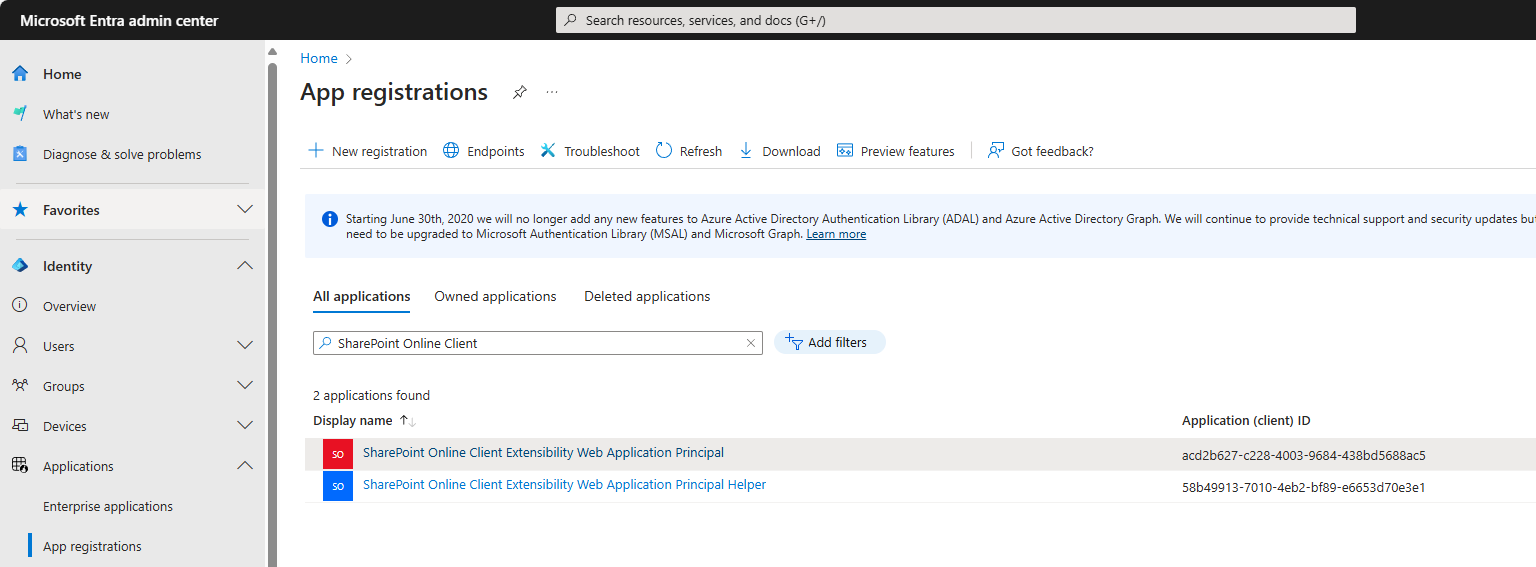 Microsoft Entra admin center
Search resources, services, and docs (G+/)
Home
What's new
Diagnose & solve problems
Favorites
Identity
Overview
Users
Groups
Devices
Applications
Enterprise applications
App registrations
Home
App registrations
New registration
Endpoints
Troubleshoot
Refresh
Download
Preview features
Got feedback?
Starting June 30th, 2020 we will no longer add any new features to Azure Active Directory Authentication Library (ADAL) and Azure Active Directory Graph. We will continue to provide technical support and security updates but
need to be upgraded to Microsoft Authentication Library (MSAL) and Microsoft Graph. Learn more
All applications
Owned applications
Deleted applications
SharePoint Online Client
Add filters
2 applications found
Display name
Application (client) ID
SO
SharePoint Online Client Extensibility Web Application Principal
acd2b627-c228-4003-9684-438bd5688ac5
SO
SharePoint Online Client Extensibility Web Application Principal Helper
58b49913-7010-4eb2-bf89-e6653d70e3e1